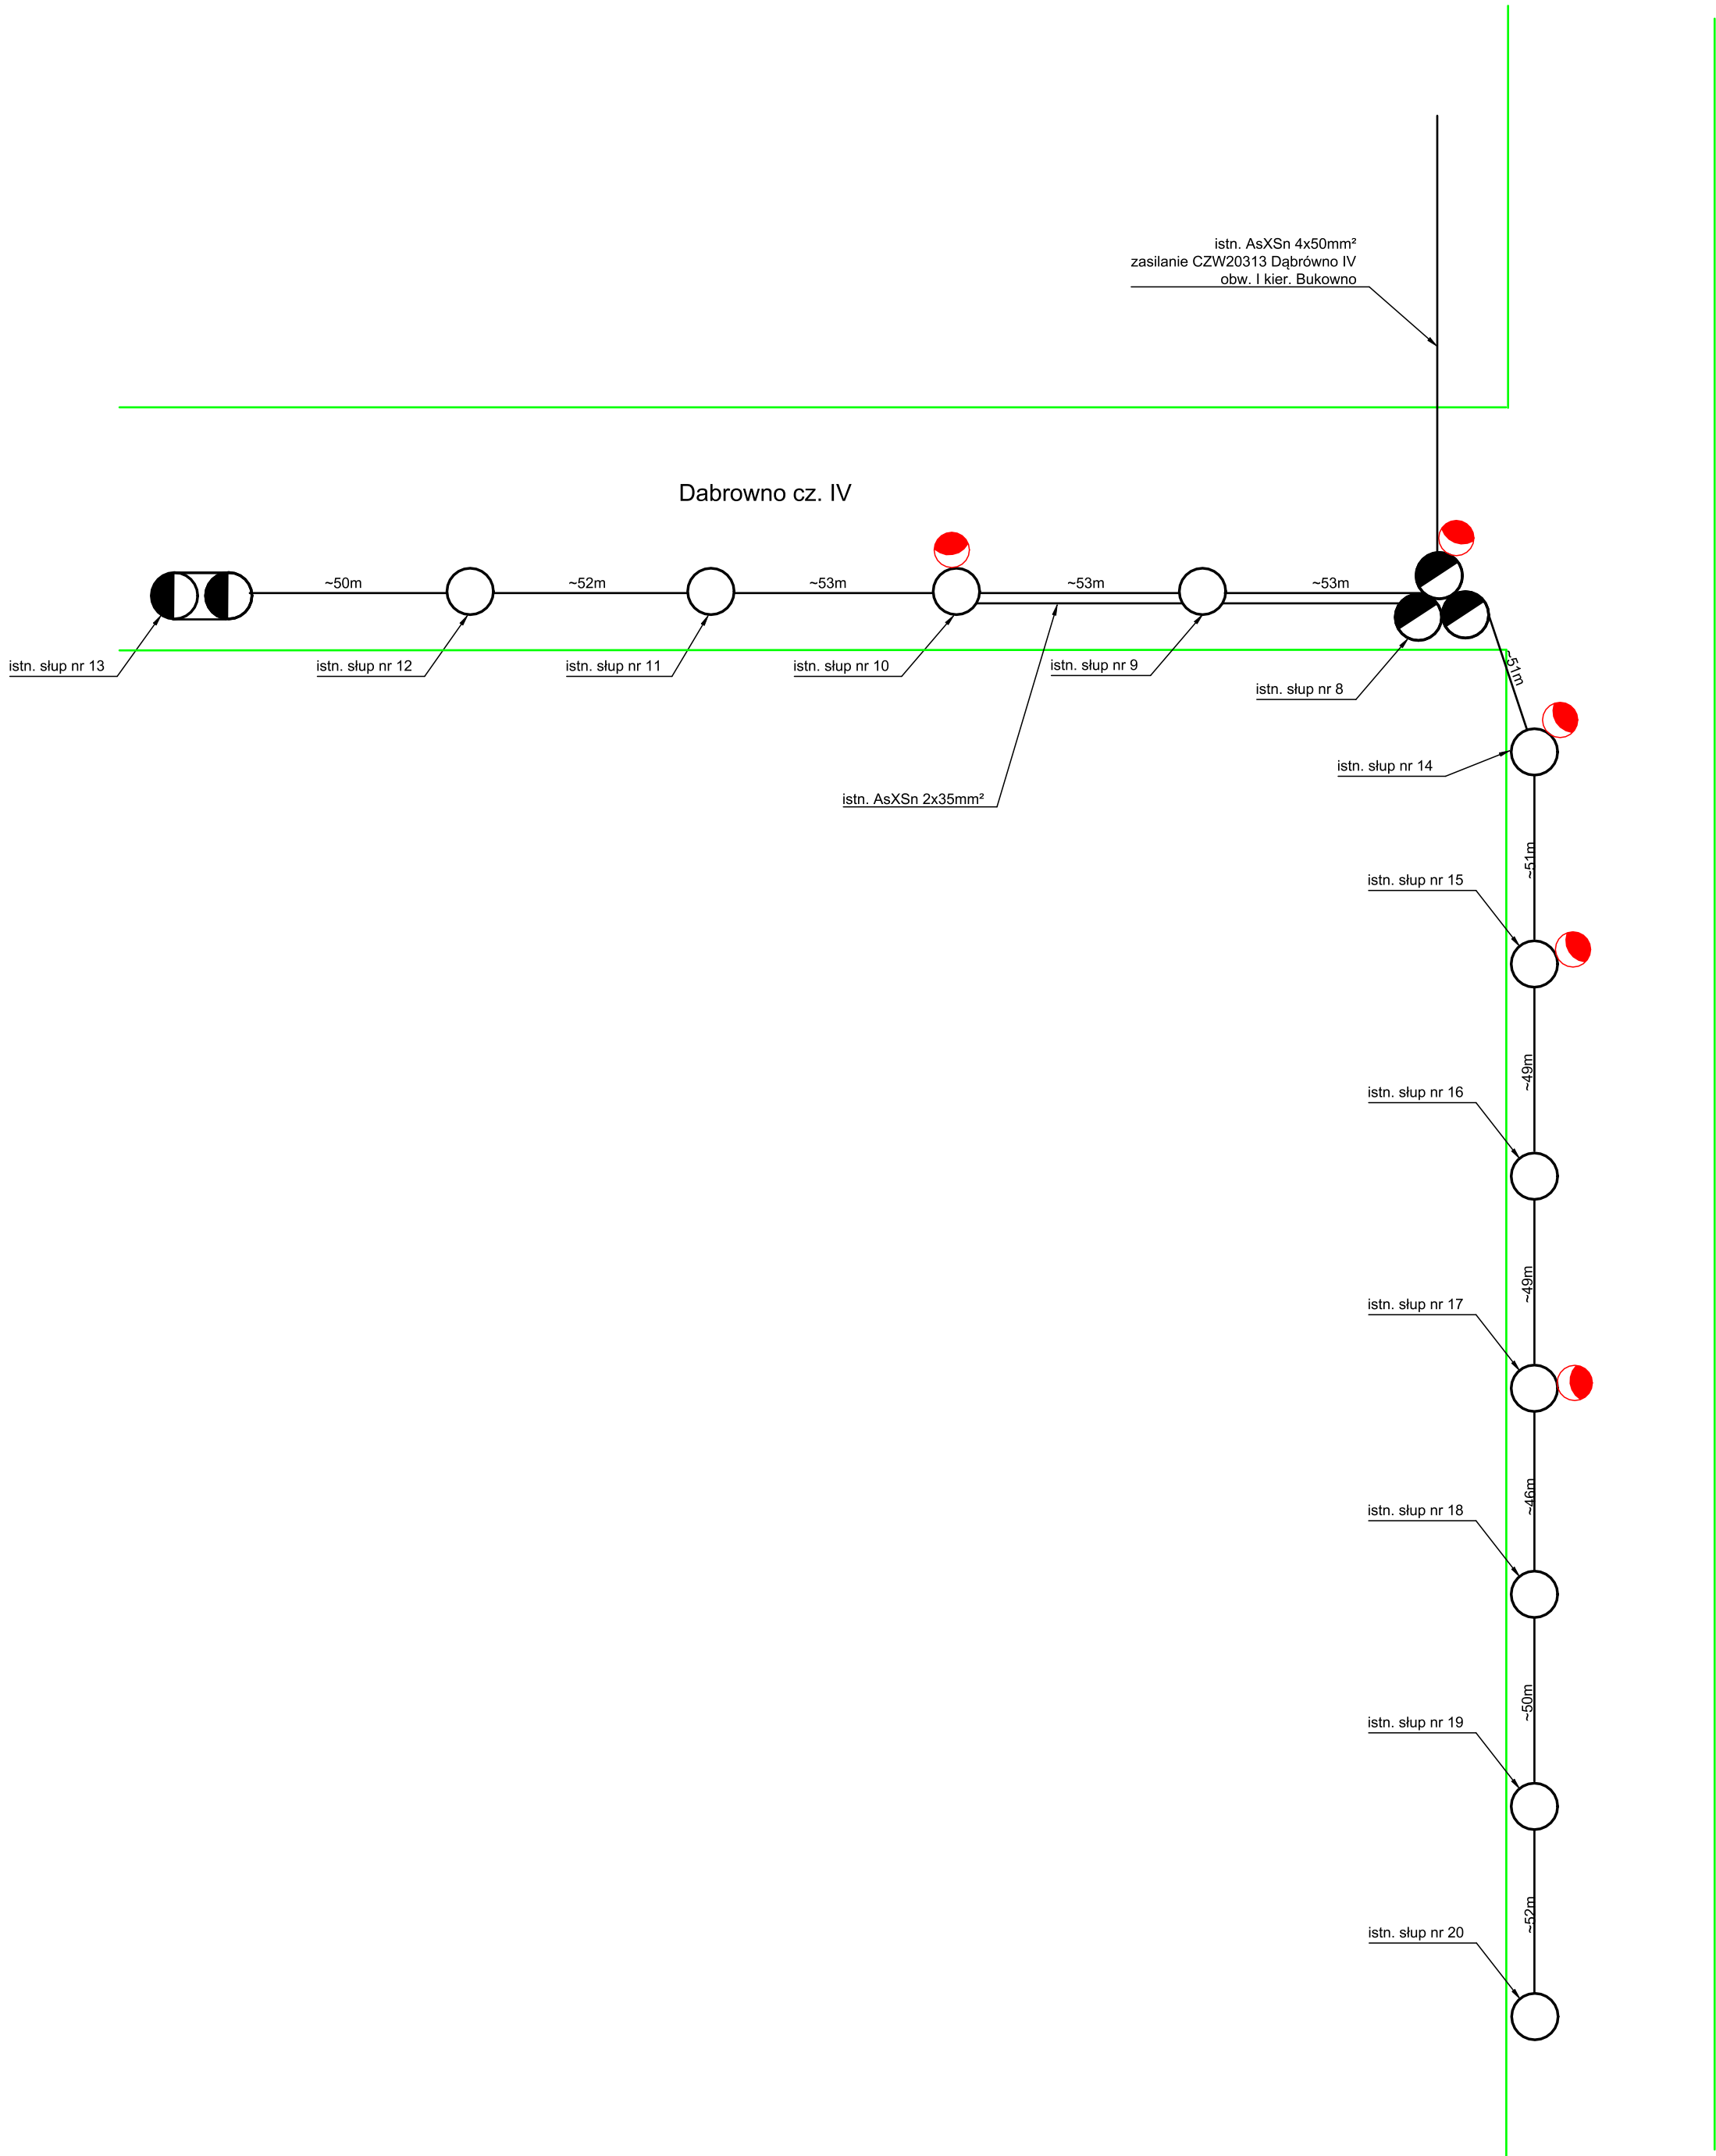 istn. AsXSn 4x50mm²
zasilanie CZW20313 Dąbrówno IV
obw. I kier. Bukowno
Dabrowno cz. IV
~50m
~52m
~53m
~53m
~53m
istn. słup nr 13
istn. słup nr 12
istn. słup nr 11
istn. słup nr 10
istn. słup nr 9
istn. słup nr 8
~51m
istn. słup nr 14
istn. AsXSn 2x35mm²
~51m
istn. słup nr 15
~49m
istn. słup nr 16
~49m
istn. słup nr 17
~46m
istn. słup nr 18
~50m
istn. słup nr 19
~52m
istn. słup nr 20